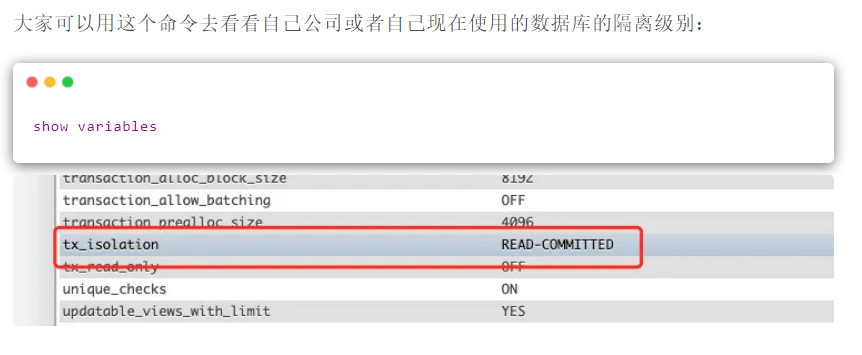 大家可以用这个命令去看看自己公司或者自己现在使用的数据库的隔离级别：
show variables
transaction_alloc_block_size 8192
transaction_allow_batching OFF
transaction_prealloc_size 4096
tx_isolation READ-COMMITTED
tx_read_only OFF
unique_checks ON
updatable_views_with_limit YES